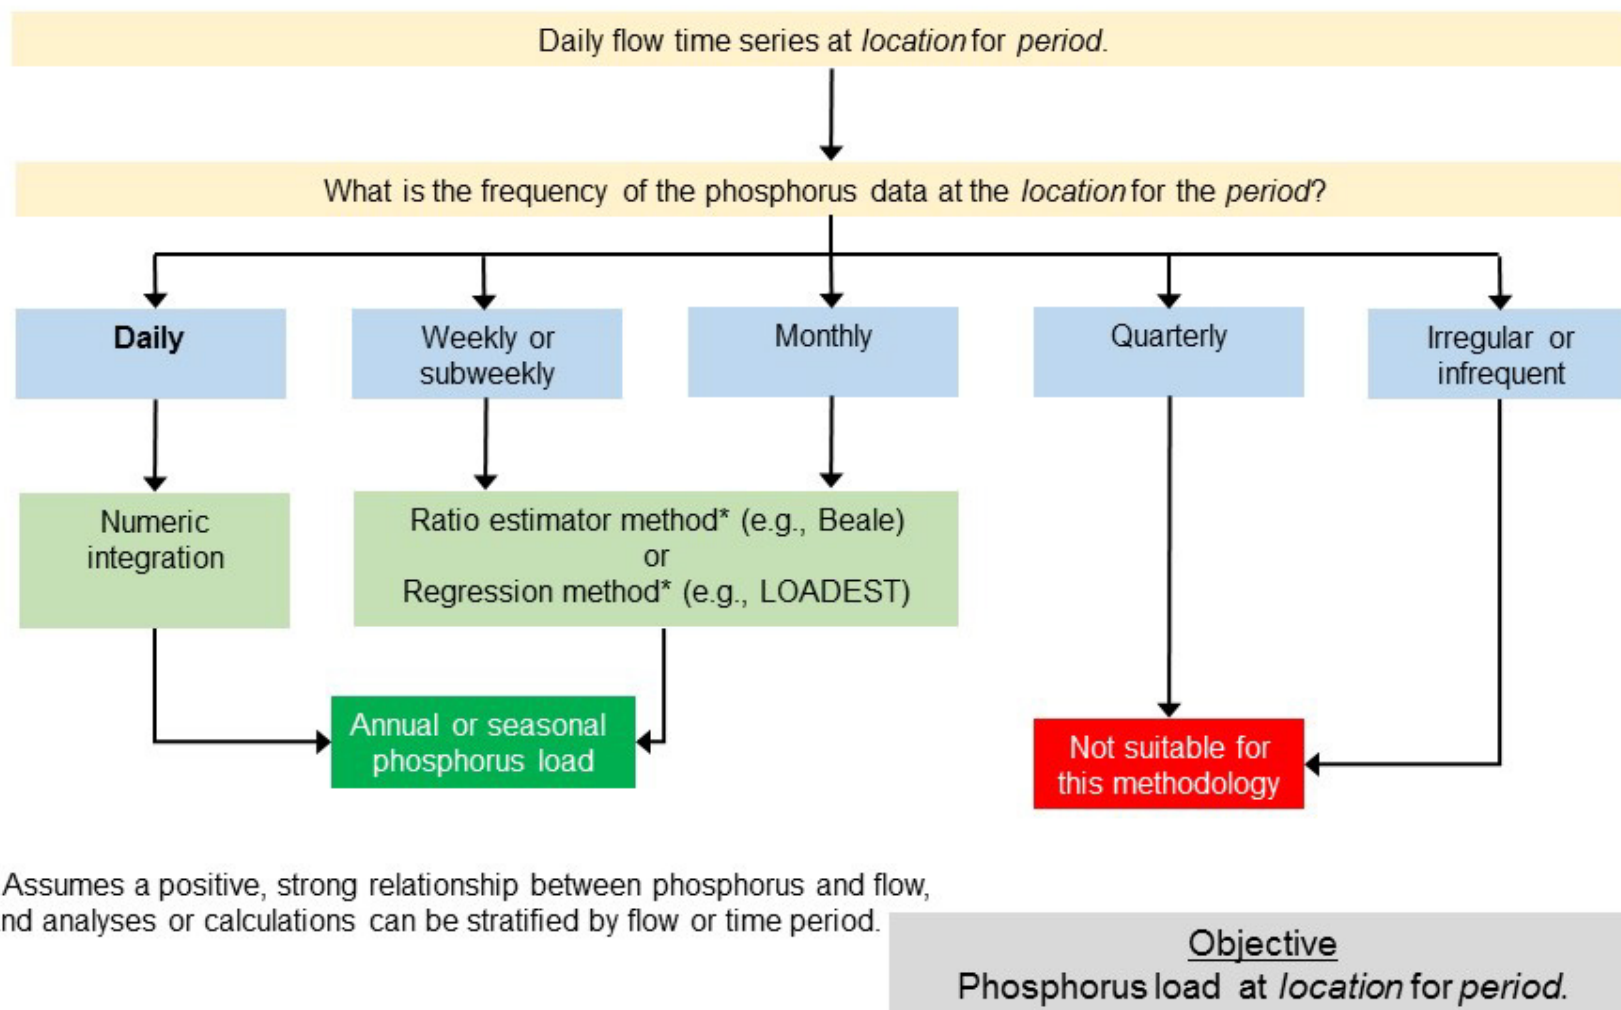 Daily flow time series at location for period.
What is the frequency of the phosphorus data at the location for the period?
Daily
Weekly or
subweekly
Monthly
Quarterly
Irregular or
infrequent
Numeric
integration
Ratio estimator method* (e.g., Beale)
or
Regression method* (e.g., LOADEST)
Annual or seasonal
phosphorus load
Not suitable for
this methodology
Assumes a positive, strong relationship between phosphorus and flow,
nd analyses or calculations can be stratified by flow or time period.
Objective
Phosphorus load at location for period.